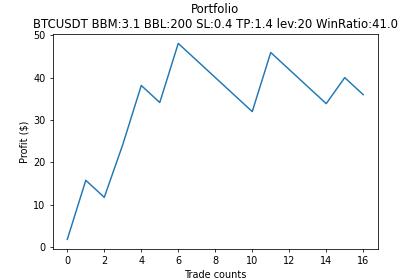 Portfolio
BTCUSDT BBM:3.1 BBL:200 SL:0.4 TP:1.4 lev:20 WinRatio:41.0
50
40
30
20
10
0
Profit ($)
0 2 4 6 8 10 12 14 16
Trade counts